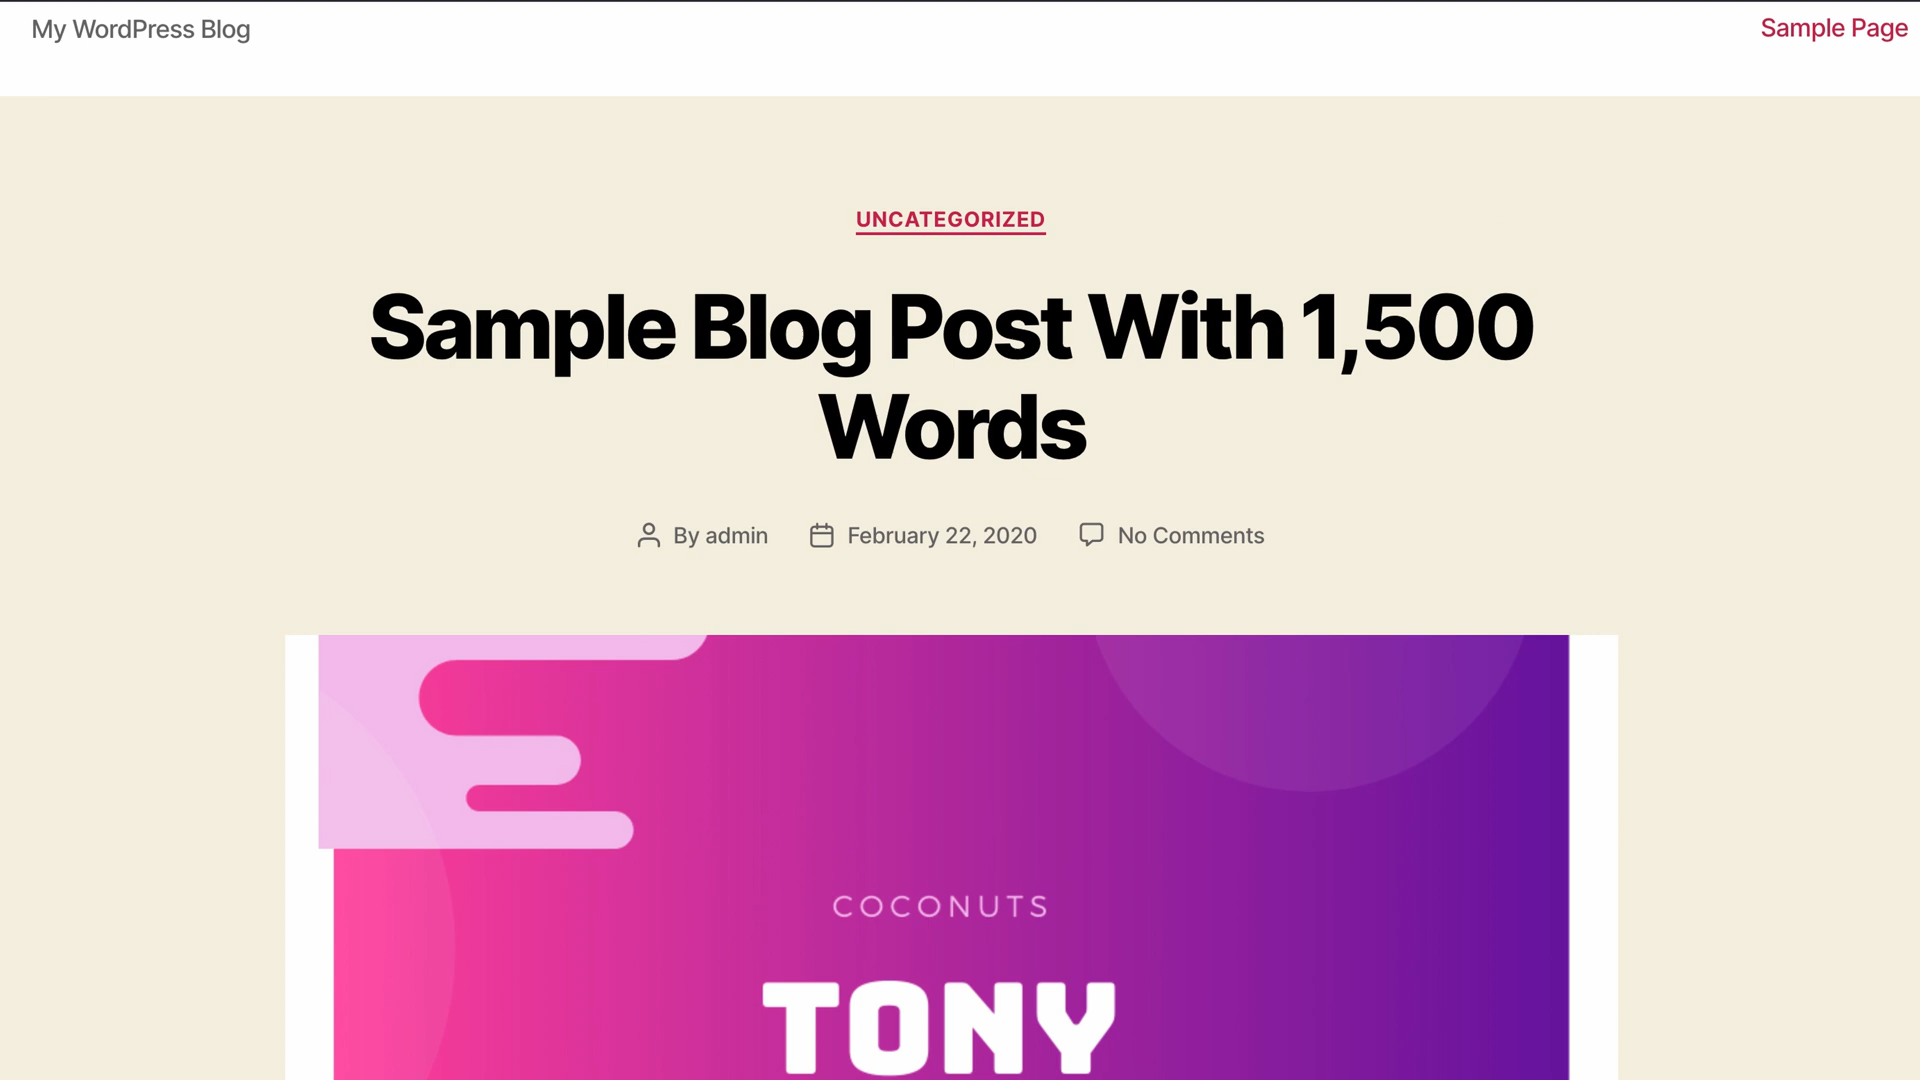 My WordPress Blog
Sample Page
UNCATEGORIZED
Sample Blog Post With 1,500
Words
By admin
February 22, 2020
No Comments
COCONUTS
TONY